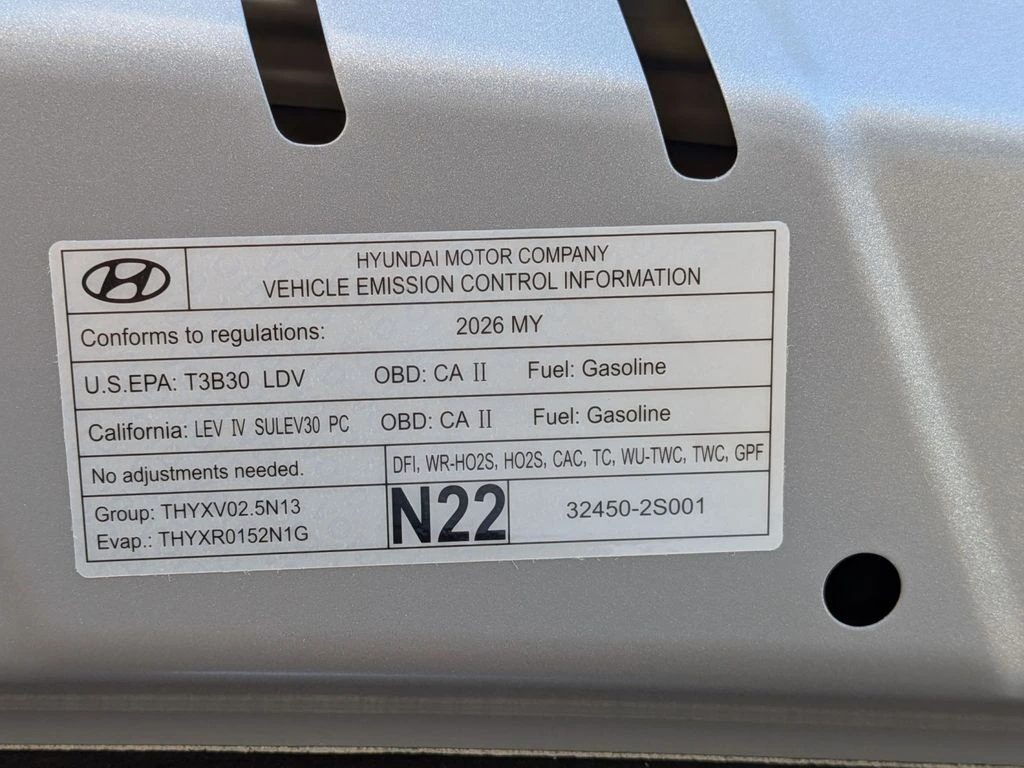 HYUNDAI MOTOR COMPANY
VEHICLE EMISSION CONTROL INFORMATION
Conforms to regulations: 2026 MY
U.S.EPA: T3B30 LDV OBD: CA II Fuel: Gasoline
California: LEV IV SULEV30 PC OBD: CA II Fuel: Gasoline
No adjustments needed. DFI, WR-HO2S, HO2S, CAC, TC, WU-TWC, TWC, GPF
Group: THYXV02.5N13
Evap.: THYXR0152N1G
N22 32450-2S001